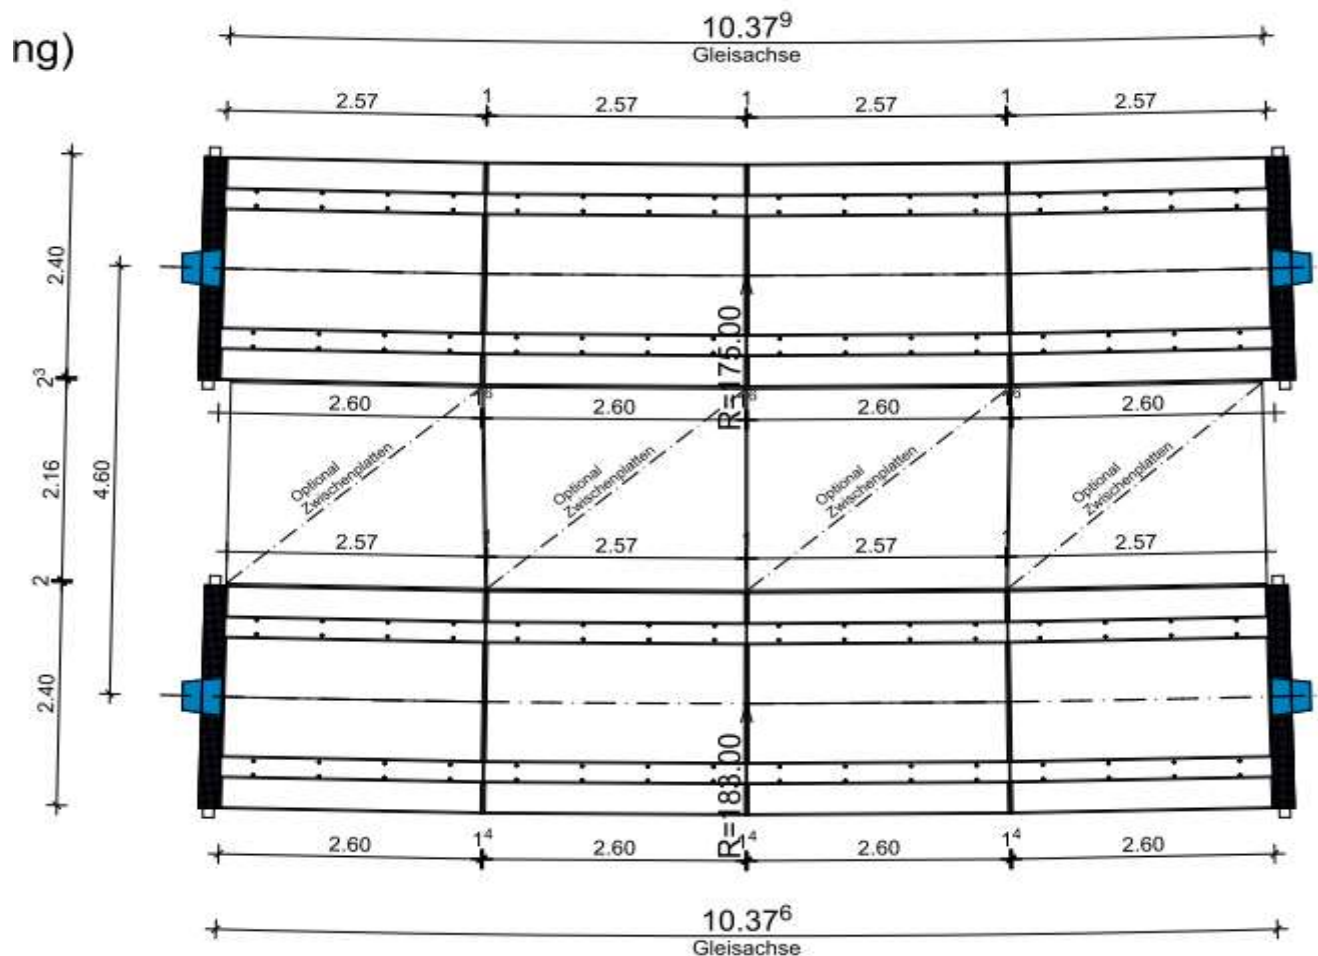 10.37⁹
Gleisachse
ng)
2.57 1 2.57 1 2.57 1 2.57
2.40
R=175.00
2³
2.60 2.60 2.60 2.60
2.16
4.60
Optional
Zwischenplatten
Optional
Zwischenplatten
Optional
Zwischenplatten
Optional
Zwischenplatten
2.57 1 2.57 1 2.57 1 2.57
2
2.40
R=183.00
2.60 1⁴ 2.60 1⁴ 2.60 1⁴ 2.60
10.37⁶
Gleisachse